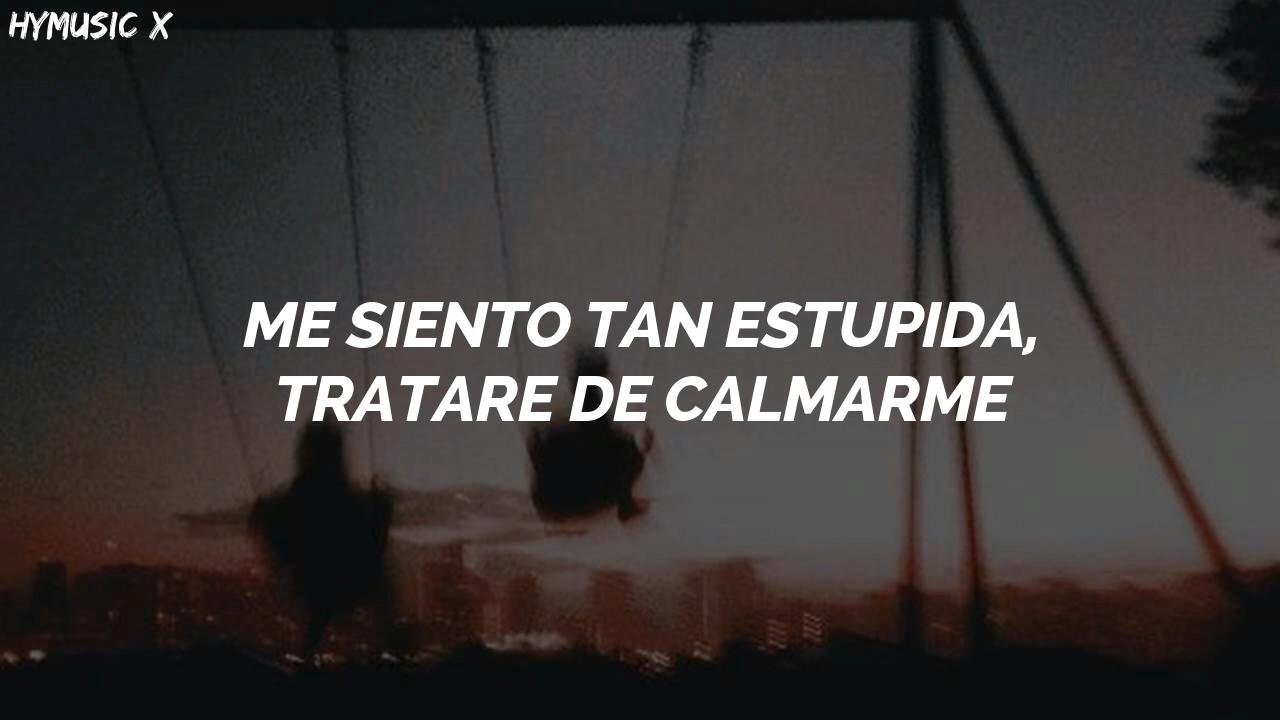 HYMUSIC X
ME SIENTO TAN ESTUPIDA,
TRATARE DE CALMARME